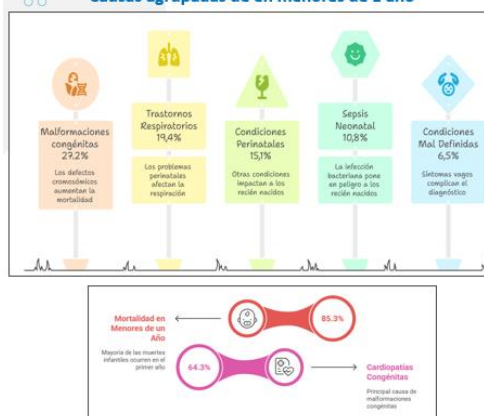 Causas agrupadas de en menores de 1 año
Malformaciones
congénitas
27.2%
Los defectos
cromosómicos
aumentan la
mortalidad
Trastornos
Respiratorios
19,4%
Los problemas
perinatales
afectan la
respiración
Condiciones
Perinatales
15,1%
Otras condiciones
impactan a los
recién nacidos
Sepsis
Neonatal
10,8%
La infección
bacteriana pone
en peligro a los
recién nacidos
Condiciones
Mal Definidas
6,5%
Síntomas vagos
complican el
diagnóstico
Mortalidad en
Menores de un
Año
Mayoría de las muertes
infantiles ocurren en el
primer año
85.3%
64.3%
Cardiopatías
Congénitas
Principal causa de
malformaciones
congénitas